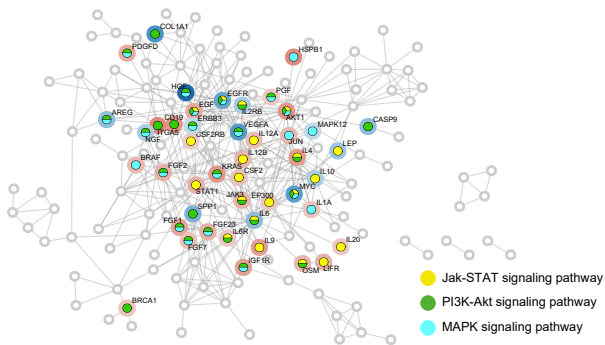 COL1A1
PDGFD
HSPB1
HGF
EGFR
PGF
AREG
EGF
IL2RB
AKT1
CD19
ITGA5
ERBB3
VEGFA
MAPK12
CASP9
NGF
CSF2RB
IL12A
JUN
LEP
BRAF
IL12B
IL4
FGF2
KRAS
CSF2
IL10
STAT1
JAK3
EP300
MYC
SPP1
IL6
IL1A
FGF1
FGF23
IL6R
FGF7
IL9
IL20
IGF1R
OSM
LIFR
BRCA1
Jak-STAT signaling pathway
PI3K-Akt signaling pathway
MAPK signaling pathway